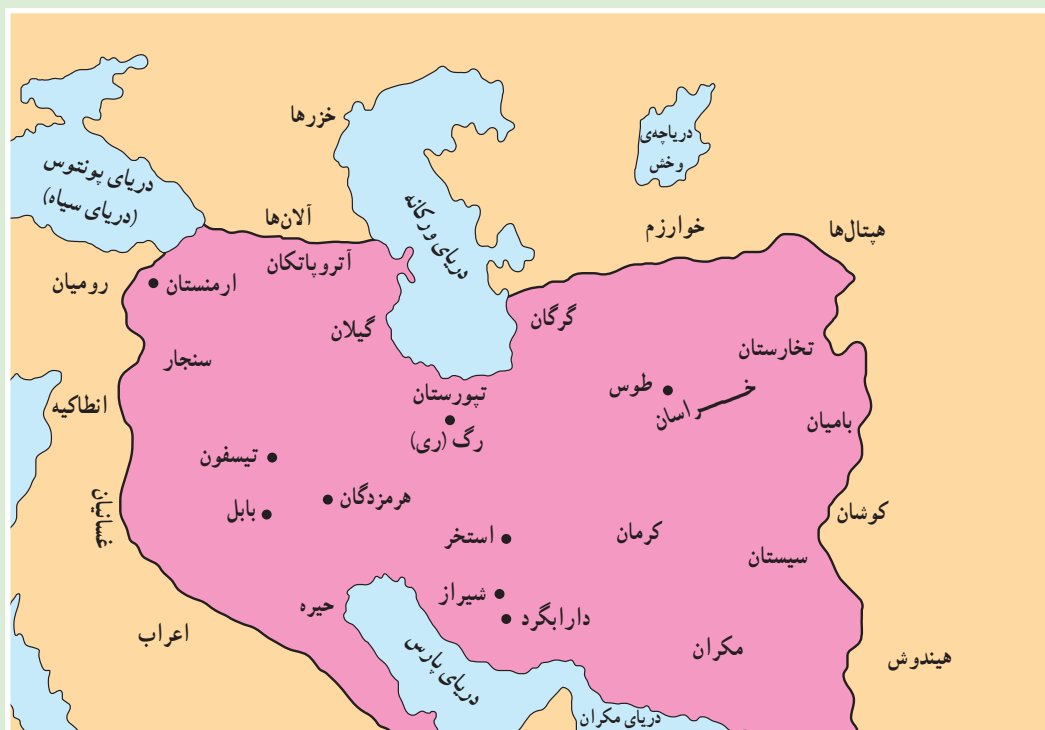 خزرها
دریاچه‌ی
وخش
دریای پونتوس
(دریای سیاه)
دریای ورکانه
آلان‌ها
خوارزم
هپتال‌ها
آتروپاتکان
رومیان
ارمنستان
گیلان
گرگان
سنجار
تخارستان
انطاکیه
تپورستان
طوس
خراسان
بامیان
رگ (ری)
تیسفون
هرمزدگان
بابل
غسانیان
کوشان
استخر
کرمان
سیستان
حیره
شیراز
دارابگرد
اعراب
مکران
هیندوش
دریای پارس
دریای مکران